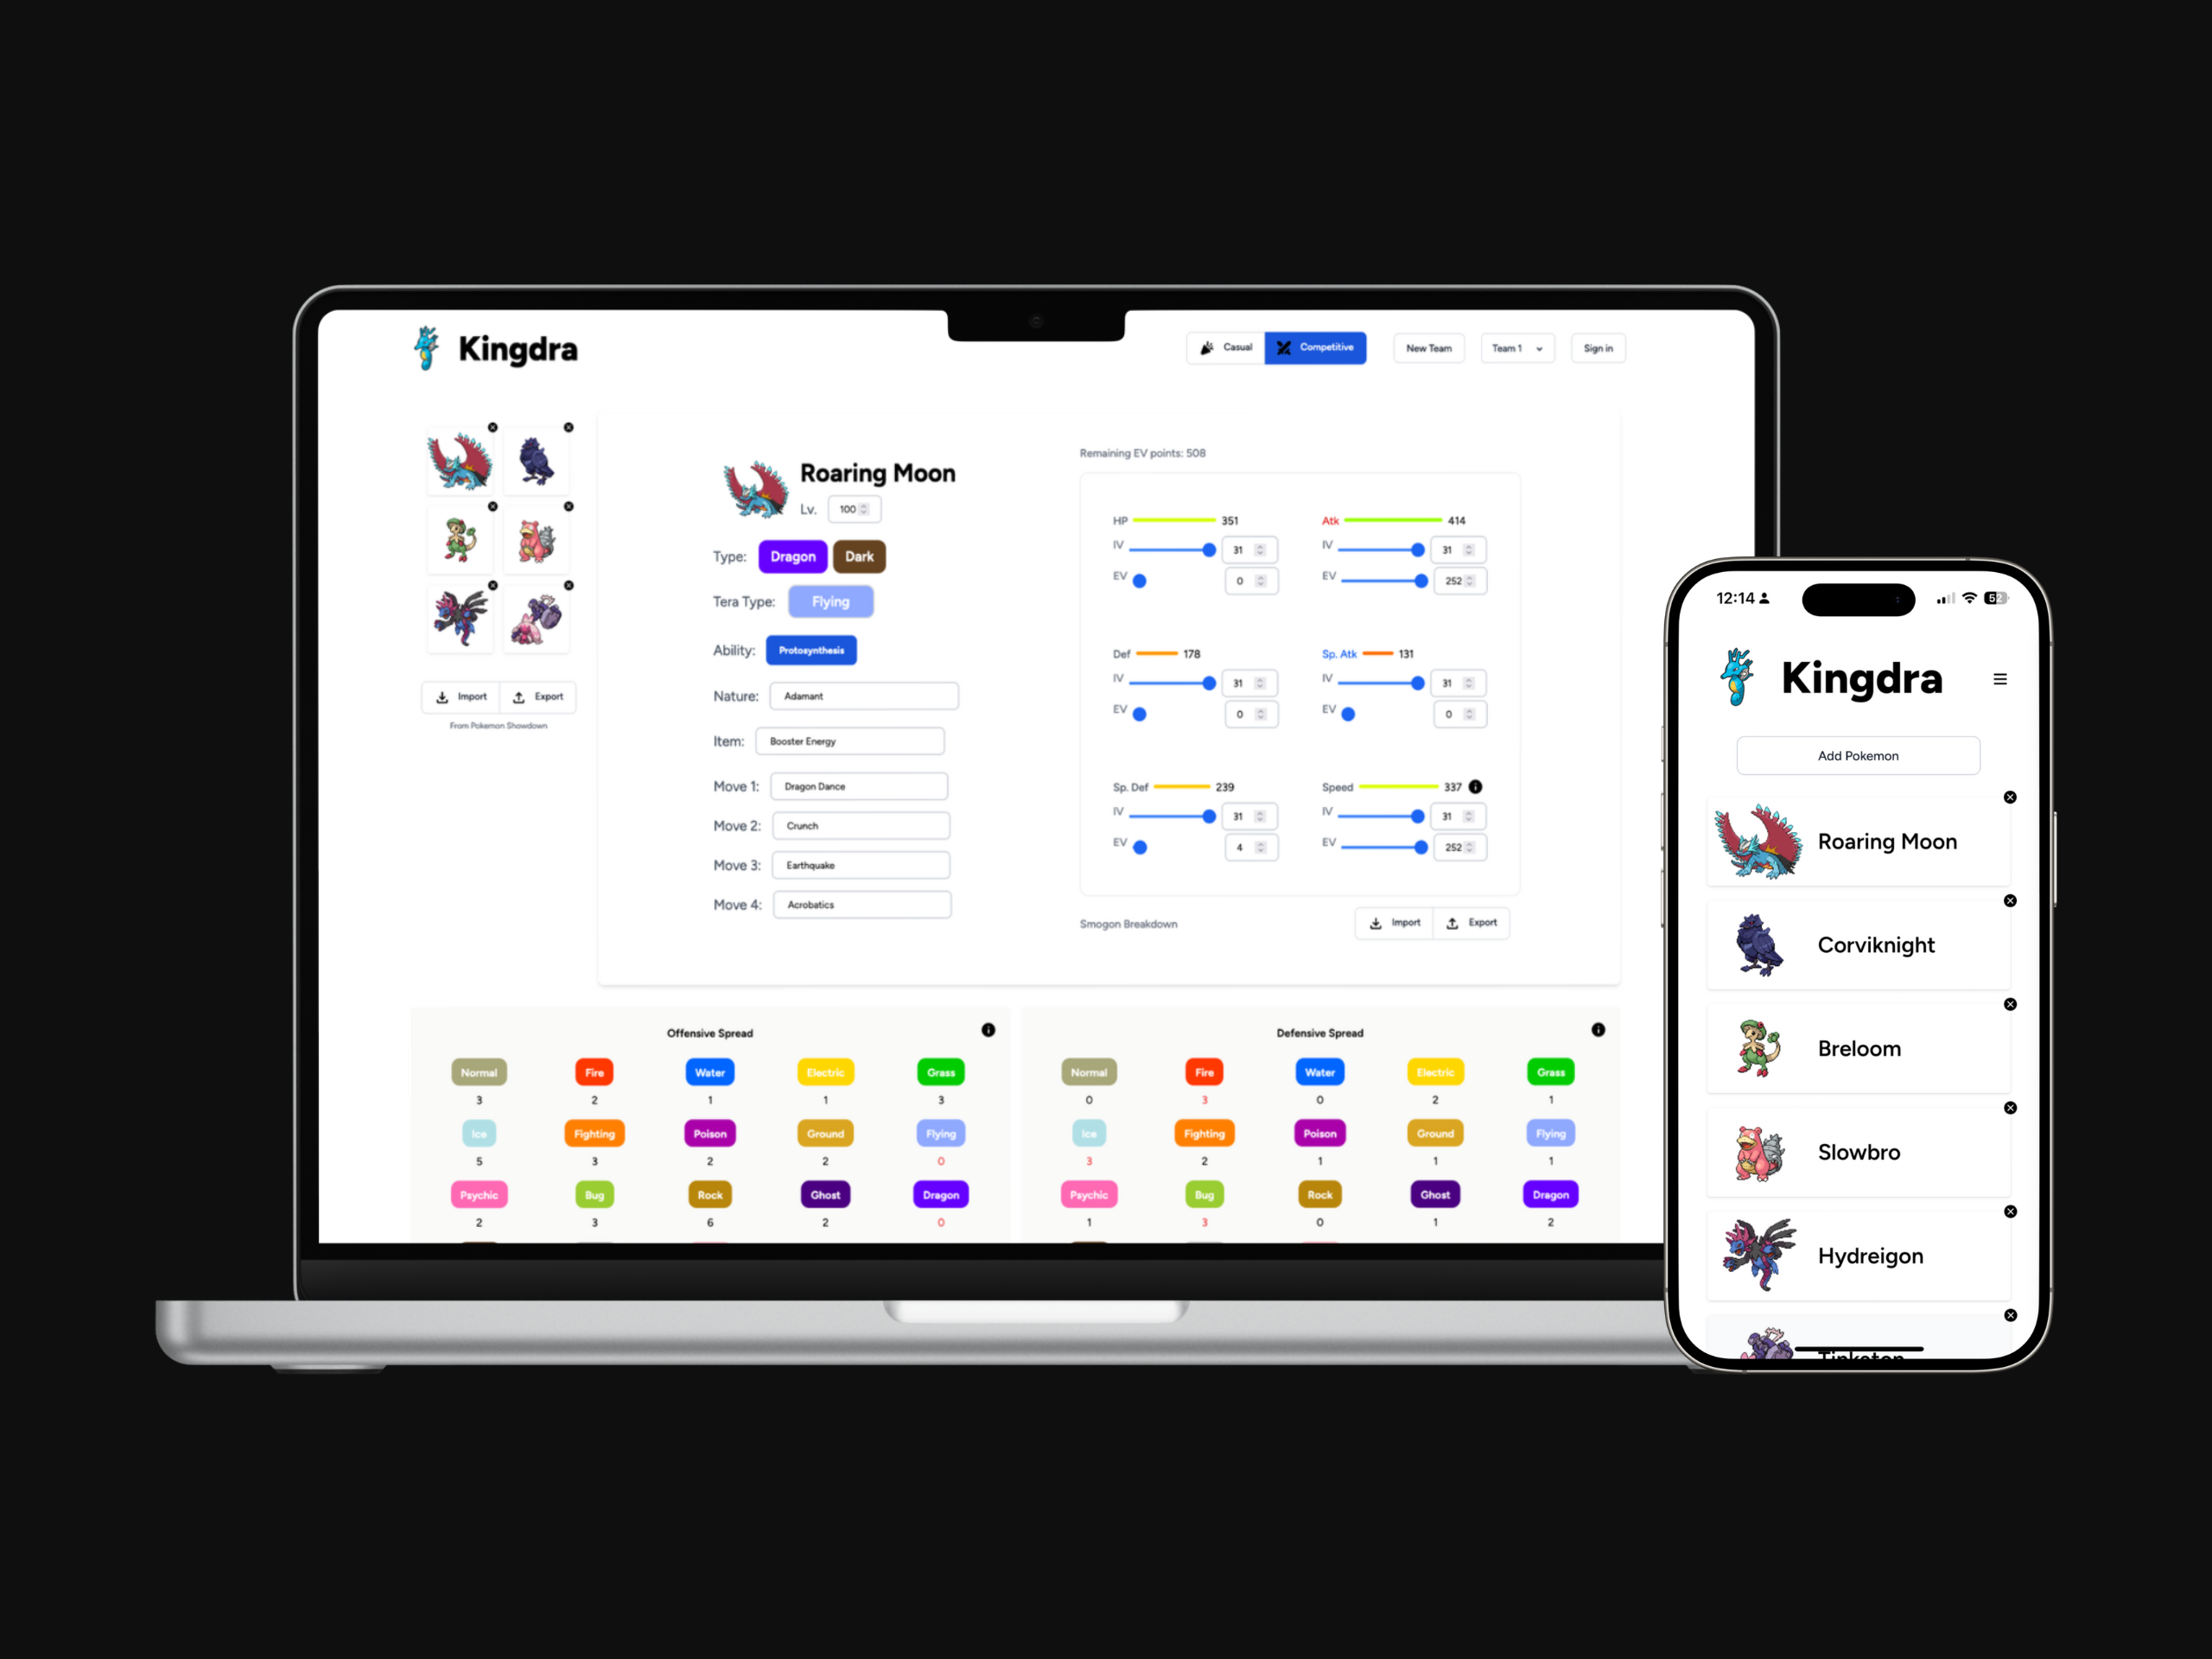 Kingdra
Casual Competitive New Team Team 1 Sign in
Roaring Moon
Lv. 100
Type: Dragon Dark
Tera Type: Flying
Ability: Protosynthesis
Nature: Adamant
Item: Booster Energy
Move 1: Dragon Dance
Move 2: Crunch
Move 3: Earthquake
Move 4: Acrobatics
Import Export
From Pokemon Showdown
Remaining EV points: 508
HP 351 Atk 414
IV 31 IV 31
EV 0 EV 252
Def 178 Sp. Atk 131
IV 31 IV 31
EV 0 EV 0
Sp. Def 239 Speed 337
IV 31 IV 31
EV 4 EV 252
Smogon Breakdown Import Export
Offensive Spread
Normal Fire Water Electric Grass
3 2 1 1 3
Ice Fighting Poison Ground Flying
5 3 2 2 0
Psychic Bug Rock Ghost Dragon
2 3 6 2 0
Defensive Spread
Normal Fire Water Electric Grass
0 3 0 2 1
Ice Fighting Poison Ground Flying
3 2 1 1 1
Psychic Bug Rock Ghost Dragon
1 3 0 1 2
12:14
Kingdra
Add Pokemon
Roaring Moon
Corviknight
Breloom
Slowbro
Hydreigon